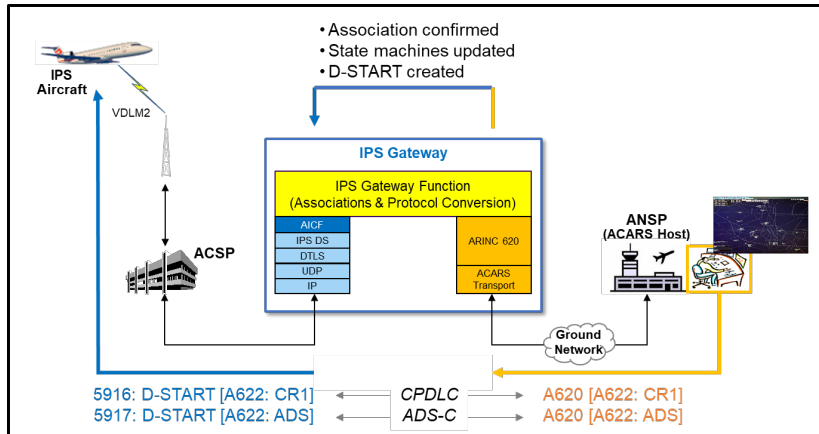 • Association confirmed
• State machines updated
• D-START created
IPS
Aircraft
VDLM2
IPS Gateway
IPS Gateway Function
(Associations & Protocol Conversion)
AICF
IPS DS
DTLS
UDP
IP
ARINC 620
ACARS
Transport
ACSP
ANSP
(ACARS Host)
Ground
Network
5916: D-START [A622: CR1]
CPDLC
A620 [A622: CR1]
5917: D-START [A622: ADS]
ADS-C
A620 [A622: ADS]